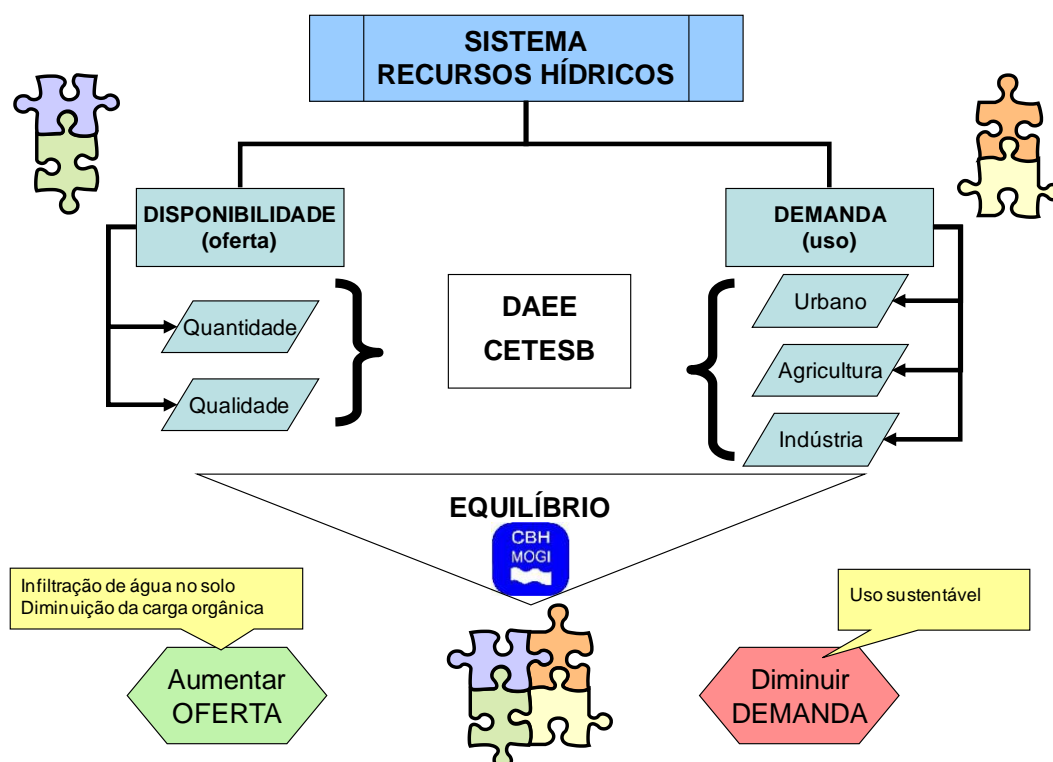 SISTEMA
RECURSOS HÍDRICOS
DISPONIBILIDADE
(oferta)
DEMANDA
(uso)
Quantidade
Qualidade
DAEE
CETESB
Urbano
Agricultura
Indústria
EQUILÍBRIO
CBH
MOGI
Infiltração de água no solo
Diminuição da carga orgânica
Uso sustentável
Aumentar
OFERTA
Diminuir
DEMANDA